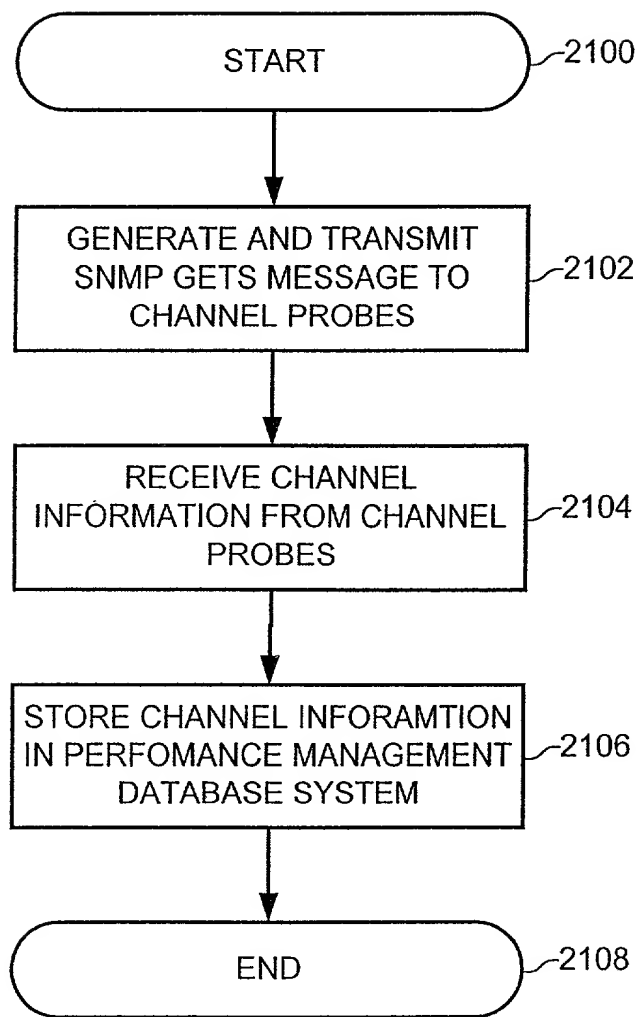 START
2100
GENERATE AND TRANSMIT
SNMP GETS MESSAGE TO
CHANNEL PROBES
2102
RECEIVE CHANNEL
INFORMATION FROM CHANNEL
PROBES
2104
STORE CHANNEL INFORAMTION
IN PERFOMANCE MANAGEMENT
DATABASE SYSTEM
2106
END
2108